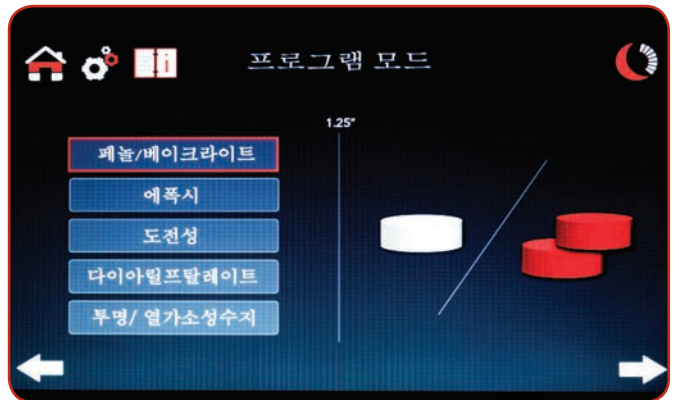 프로그램 모드
1.25"
페놀/베이크라이트
에폭시
도전성
다이아릴프탈레이트
투명/ 열가소성수지